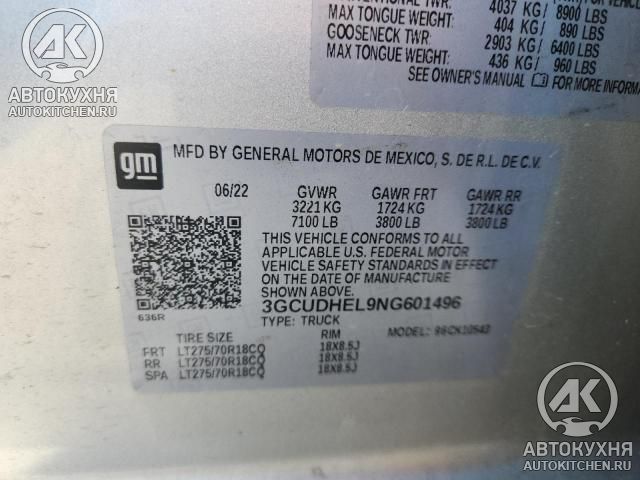 4037 KG/ 8900 LBS
MAX TONGUE WEIGHT: 404 KG/ 890 LBS
GOOSENECK TWR: 2903 KG/ 6400 LBS
MAX TONGUE WEIGHT: 436 KG/ 960 LBS
SEE OWNER'S MANUAL FOR MORE INFORMA
АК
АВТОКУХНЯ
AUTOKITCHEN.RU
gm
MFD BY GENERAL MOTORS DE MEXICO, S. DE R.L. DE C.V.
06/22 GVWR GAWR FRT GAWR RR
3221 KG 1724 KG 1724 KG
7100 LB 3800 LB 3800 LB
THIS VEHICLE CONFORMS TO ALL
APPLICABLE U.S. FEDERAL MOTOR
VEHICLE SAFETY STANDARDS IN EFFECT
ON THE DATE OF MANUFACTURE
SHOWN ABOVE.
636R 3GCUDHEL9NG601496
TYPE: TRUCK MODEL:
TIRE SIZE RIM
FRT LT275/70R18CQ 18X8.5J
RR LT275/70R18CQ 18X8.5J
SPA LT275/70R18CQ 18X8.5J
АК
АВТОКУХНЯ
AUTOKITCHEN.RU